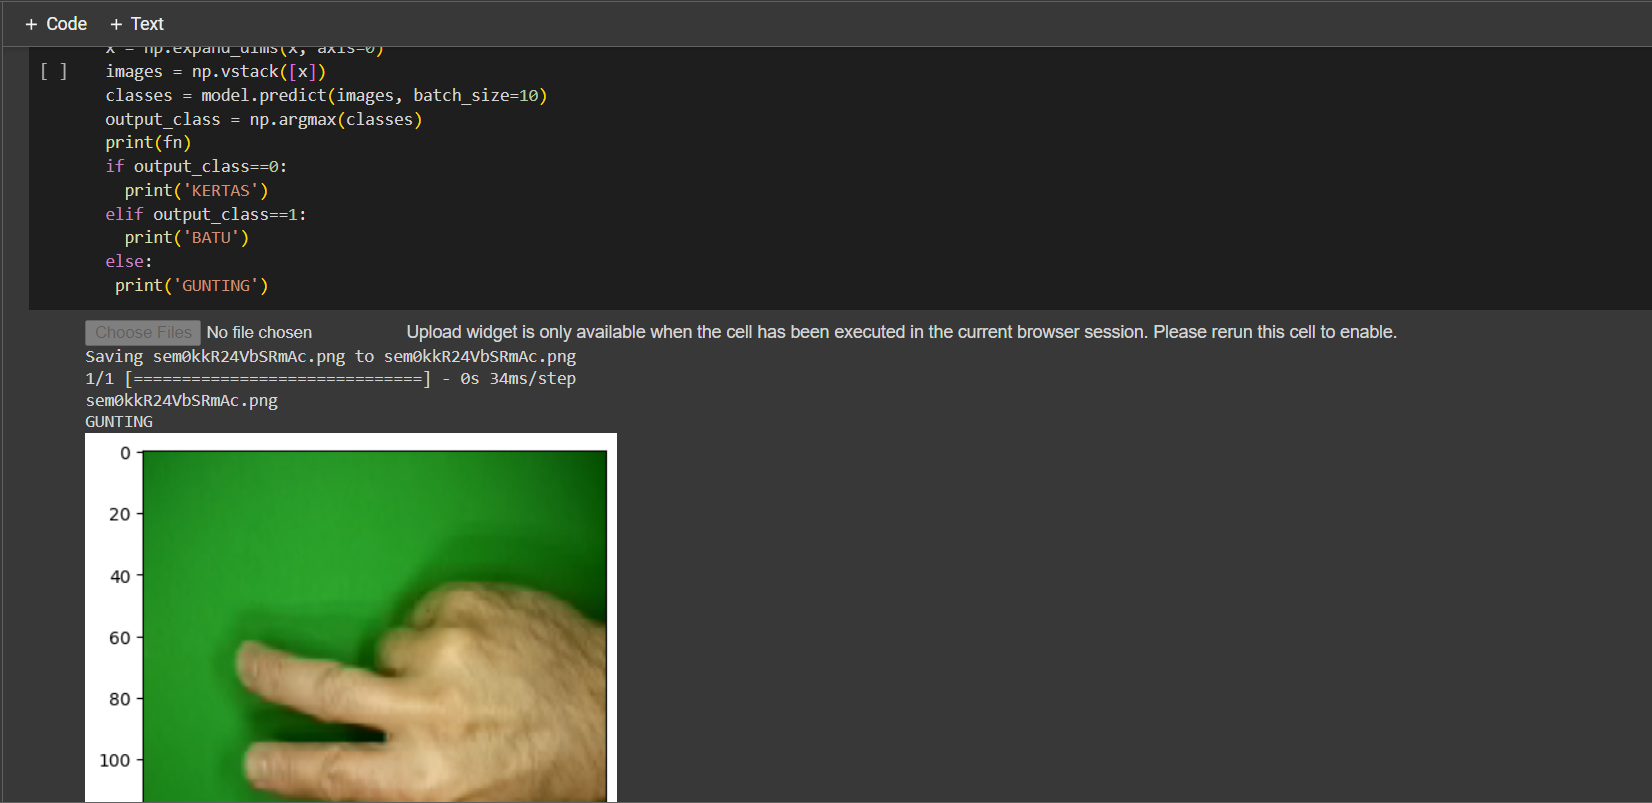 + Code + Text
x = np.expand_dims(x, axis=0)
[ ] images = np.vstack([x])
classes = model.predict(images, batch_size=10)
output_class = np.argmax(classes)
print(fn)
if output_class==0:
print('KERTAS')
elif output_class==1:
print('BATU')
else:
print('GUNTING')
Choose Files No file chosen Upload widget is only available when the cell has been executed in the current browser session. Please rerun this cell to enable.
Saving sem0kkR24VbSRmAc.png to sem0kkR24VbSRmAc.png
1/1 [==============================] - 0s 34ms/step
sem0kkR24VbSRmAc.png
GUNTING
0
20
40
60
80
100